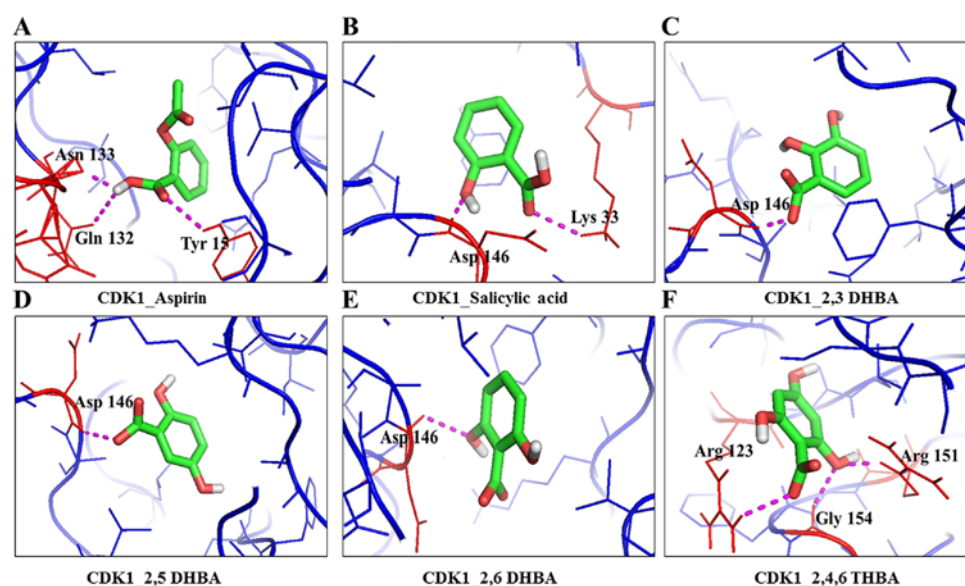 A
B
C
Asn 133
Gln 132
Tyr 15
Asp 146
Lys 33
Asp 146
CDK1_Aspirin
CDK1_Salicylic acid
CDK1_2,3 DHBA
D
E
F
Asp 146
Asp 146
Arg 123
Arg 151
Gly 154
CDK1_2,5 DHBA
CDK1_2,6 DHBA
CDK1_2,4,6 THBA